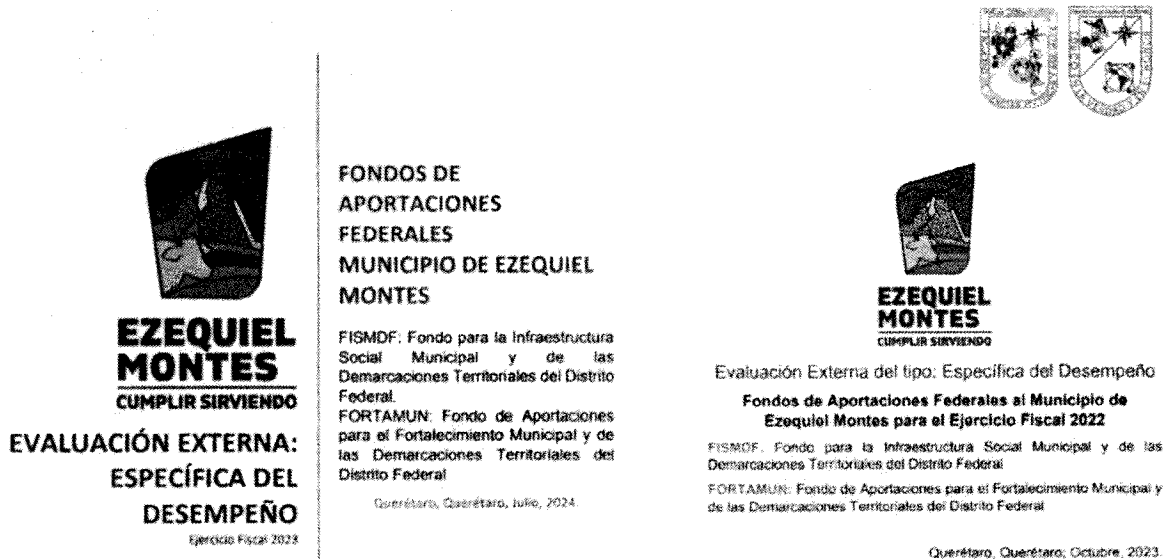 EZEQUIEL
MONTES
CUMPLIR SIRVIENDO
EVALUACIÓN EXTERNA:
ESPECÍFICA DEL
DESEMPEÑO
Ejercicio Fiscal 2023
FONDOS DE
APORTACIONES
FEDERALES
MUNICIPIO DE EZEQUIEL
MONTES
FISMDF: Fondo para la Infraestructura
Social Municipal y de las
Demarcaciones Territoriales del Distrito
Federal.
FORTAMUN: Fondo de Aportaciones
para el Fortalecimiento Municipal y de
las Demarcaciones Territoriales del
Distrito Federal
Querétaro, Querétaro, Julio, 2024.
EZEQUIEL
MONTES
CUMPLIR SIRVIENDO
Evaluación Externa del tipo: Específica del Desempeño
Fondos de Aportaciones Federales al Municipio de
Ezequiel Montes para el Ejercicio Fiscal 2022
FISMDF: Fondo para la Infraestructura Social Municipal y de las
Demarcaciones Territoriales del Distrito Federal
FORTAMUN: Fondo de Aportaciones para el Fortalecimiento Municipal y
de las Demarcaciones Territoriales del Distrito Federal
Querétaro, Querétaro; Octubre, 2023